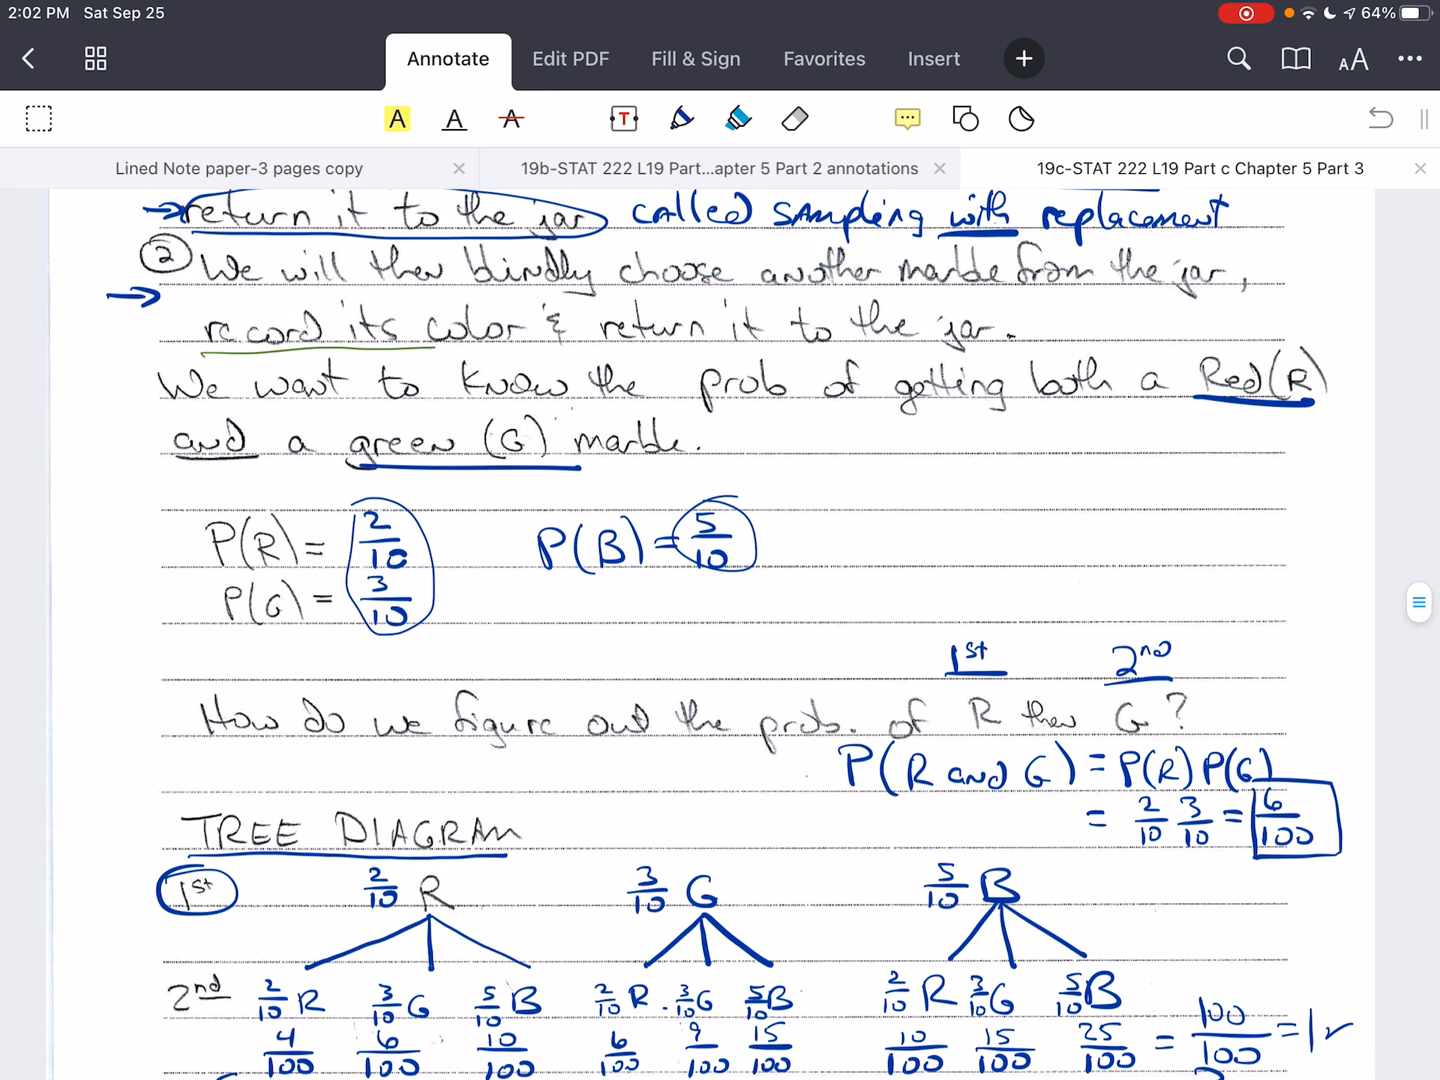 2:02 PM Sat Sep 25
64%
Annotate Edit PDF Fill & Sign Favorites Insert
Lined Note paper-3 pages copy
19b-STAT 222 L19 Part...apter 5 Part 2 annotations
19c-STAT 222 L19 Part c Chapter 5 Part 3
→ return it to the jar called sampling with replacement
② We will then blindly choose another marble from the jar,
→
record its color & return it to the jar.
We want to know the prob of getting both a Red (R)
and a green (G) marble.
P(R) = 2/10 P(B) = 5/10
P(G) = 3/10
1st 2nd
How do we figure out the prob. of R then G?
P(R and G) = P(R) P(G)
= 2/10 3/10 = 6/100
TREE DIAGRAM
1st 2/10 R 3/10 G 5/10 B
2nd 2/10 R 3/10 G 5/10 B 2/10 R 3/10 G 5/10 B 2/10 R 3/10 G 5/10 B
4/100 6/100 10/100 6/100 9/100 15/100 10/100 15/100 25/100 = 100/100 = 1